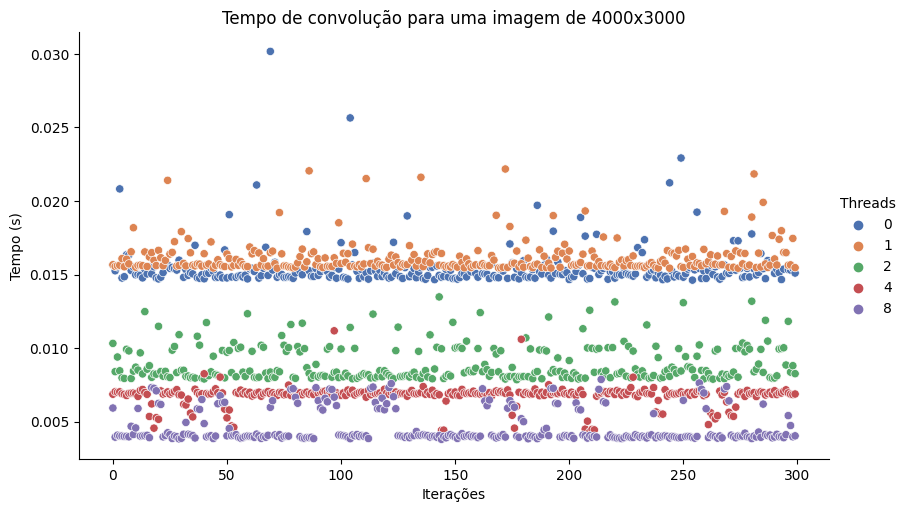 Tempo de convolução para uma imagem de 4000x3000
0.030
0.025
0.020
0.015
0.010
0.005
Tempo (s)
0 50 100 150 200 250 300
Iterações
Threads
0
1
2
4
8